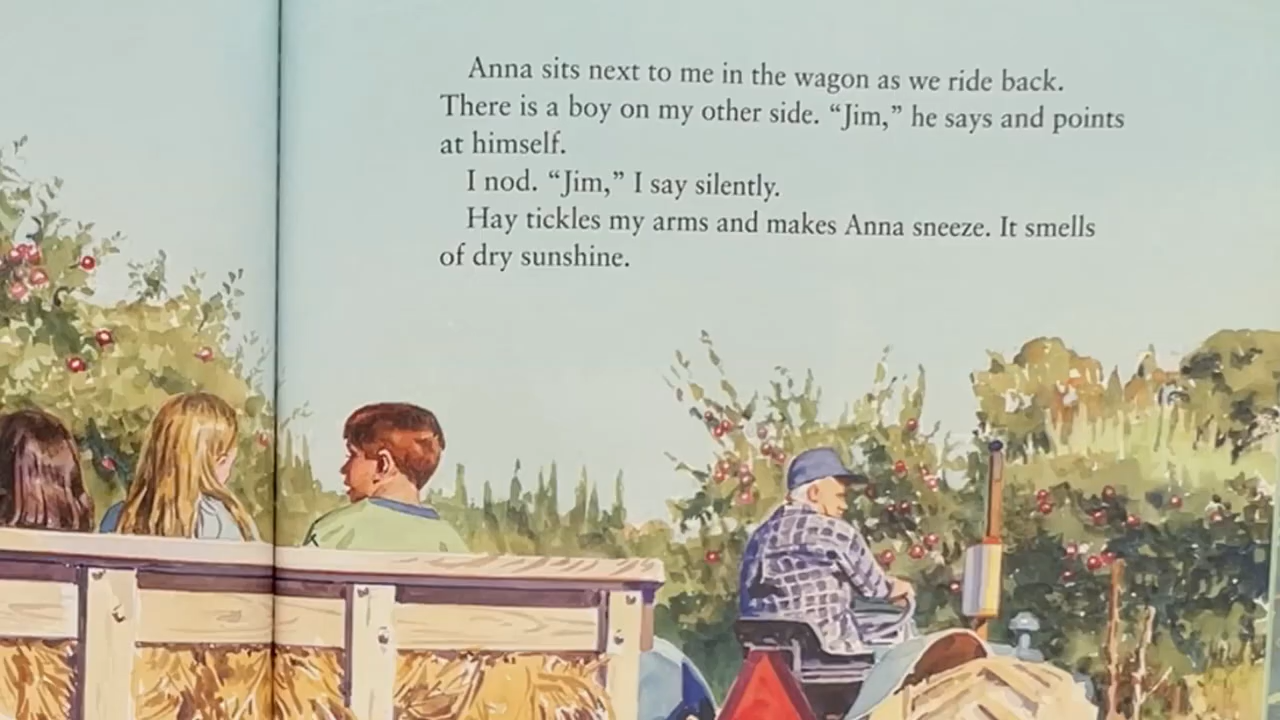 Anna sits next to me in the wagon as we ride back.
There is a boy on my other side. “Jim,” he says and points
at himself.
I nod. “Jim,” I say silently.
Hay tickles my arms and makes Anna sneeze. It smells
of dry sunshine.